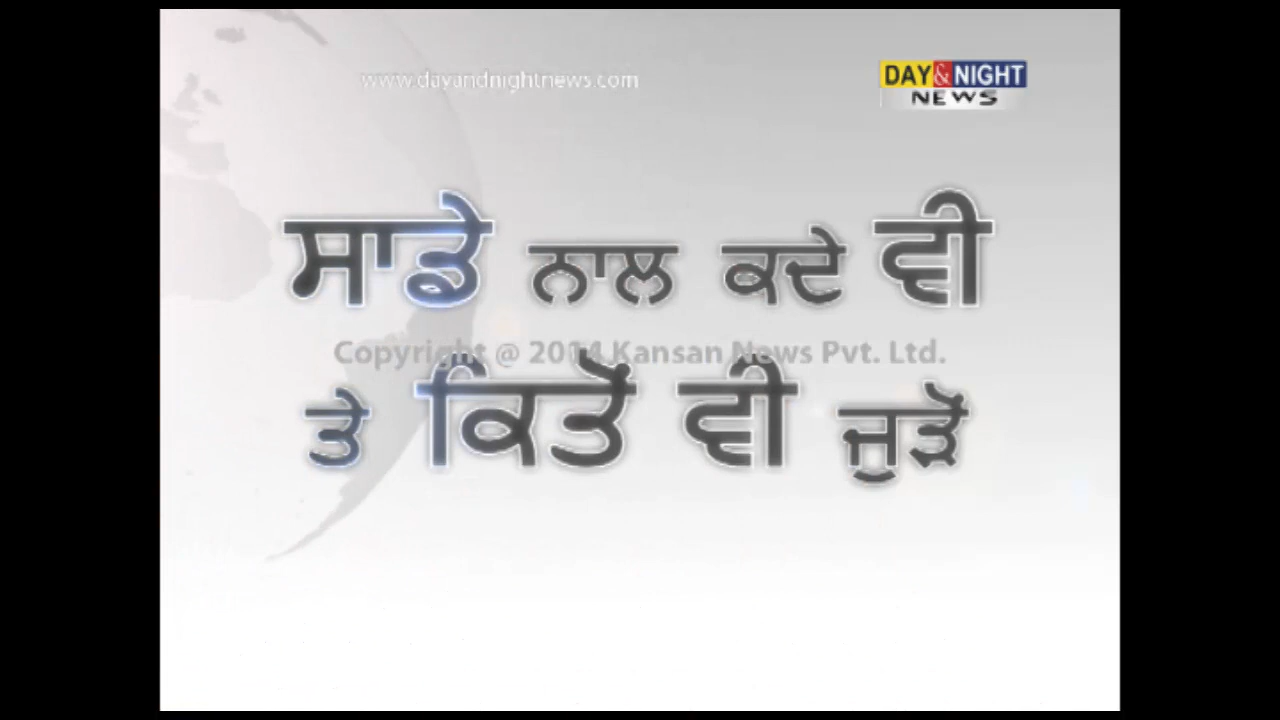 www.dayandnightnews.com
DAY & NIGHT
NEWS
ਸਾਡੇ ਨਾਲ ਕਦੇ ਵੀ
Copyright @ 2014 Kansan News Pvt. Ltd.
ਤੇ ਕਿਤੋਂ ਵੀ ਜੁੜੋਂ